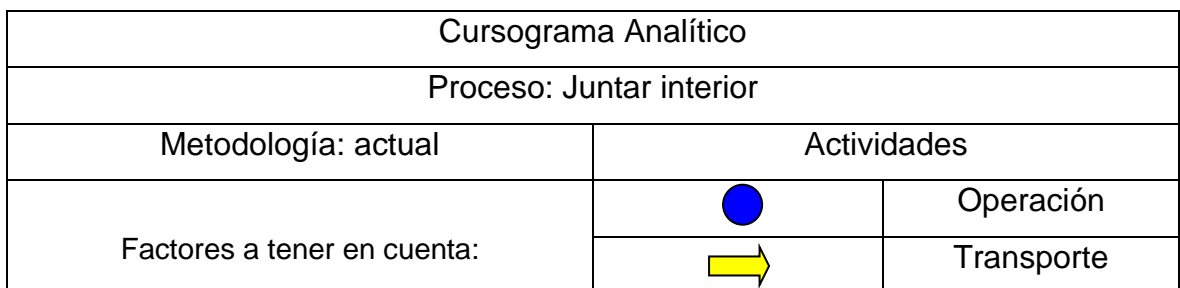 Cursograma Analítico
Proceso: Juntar interior
Metodología: actual
Actividades
Operación
Factores a tener en cuenta:
Transporte